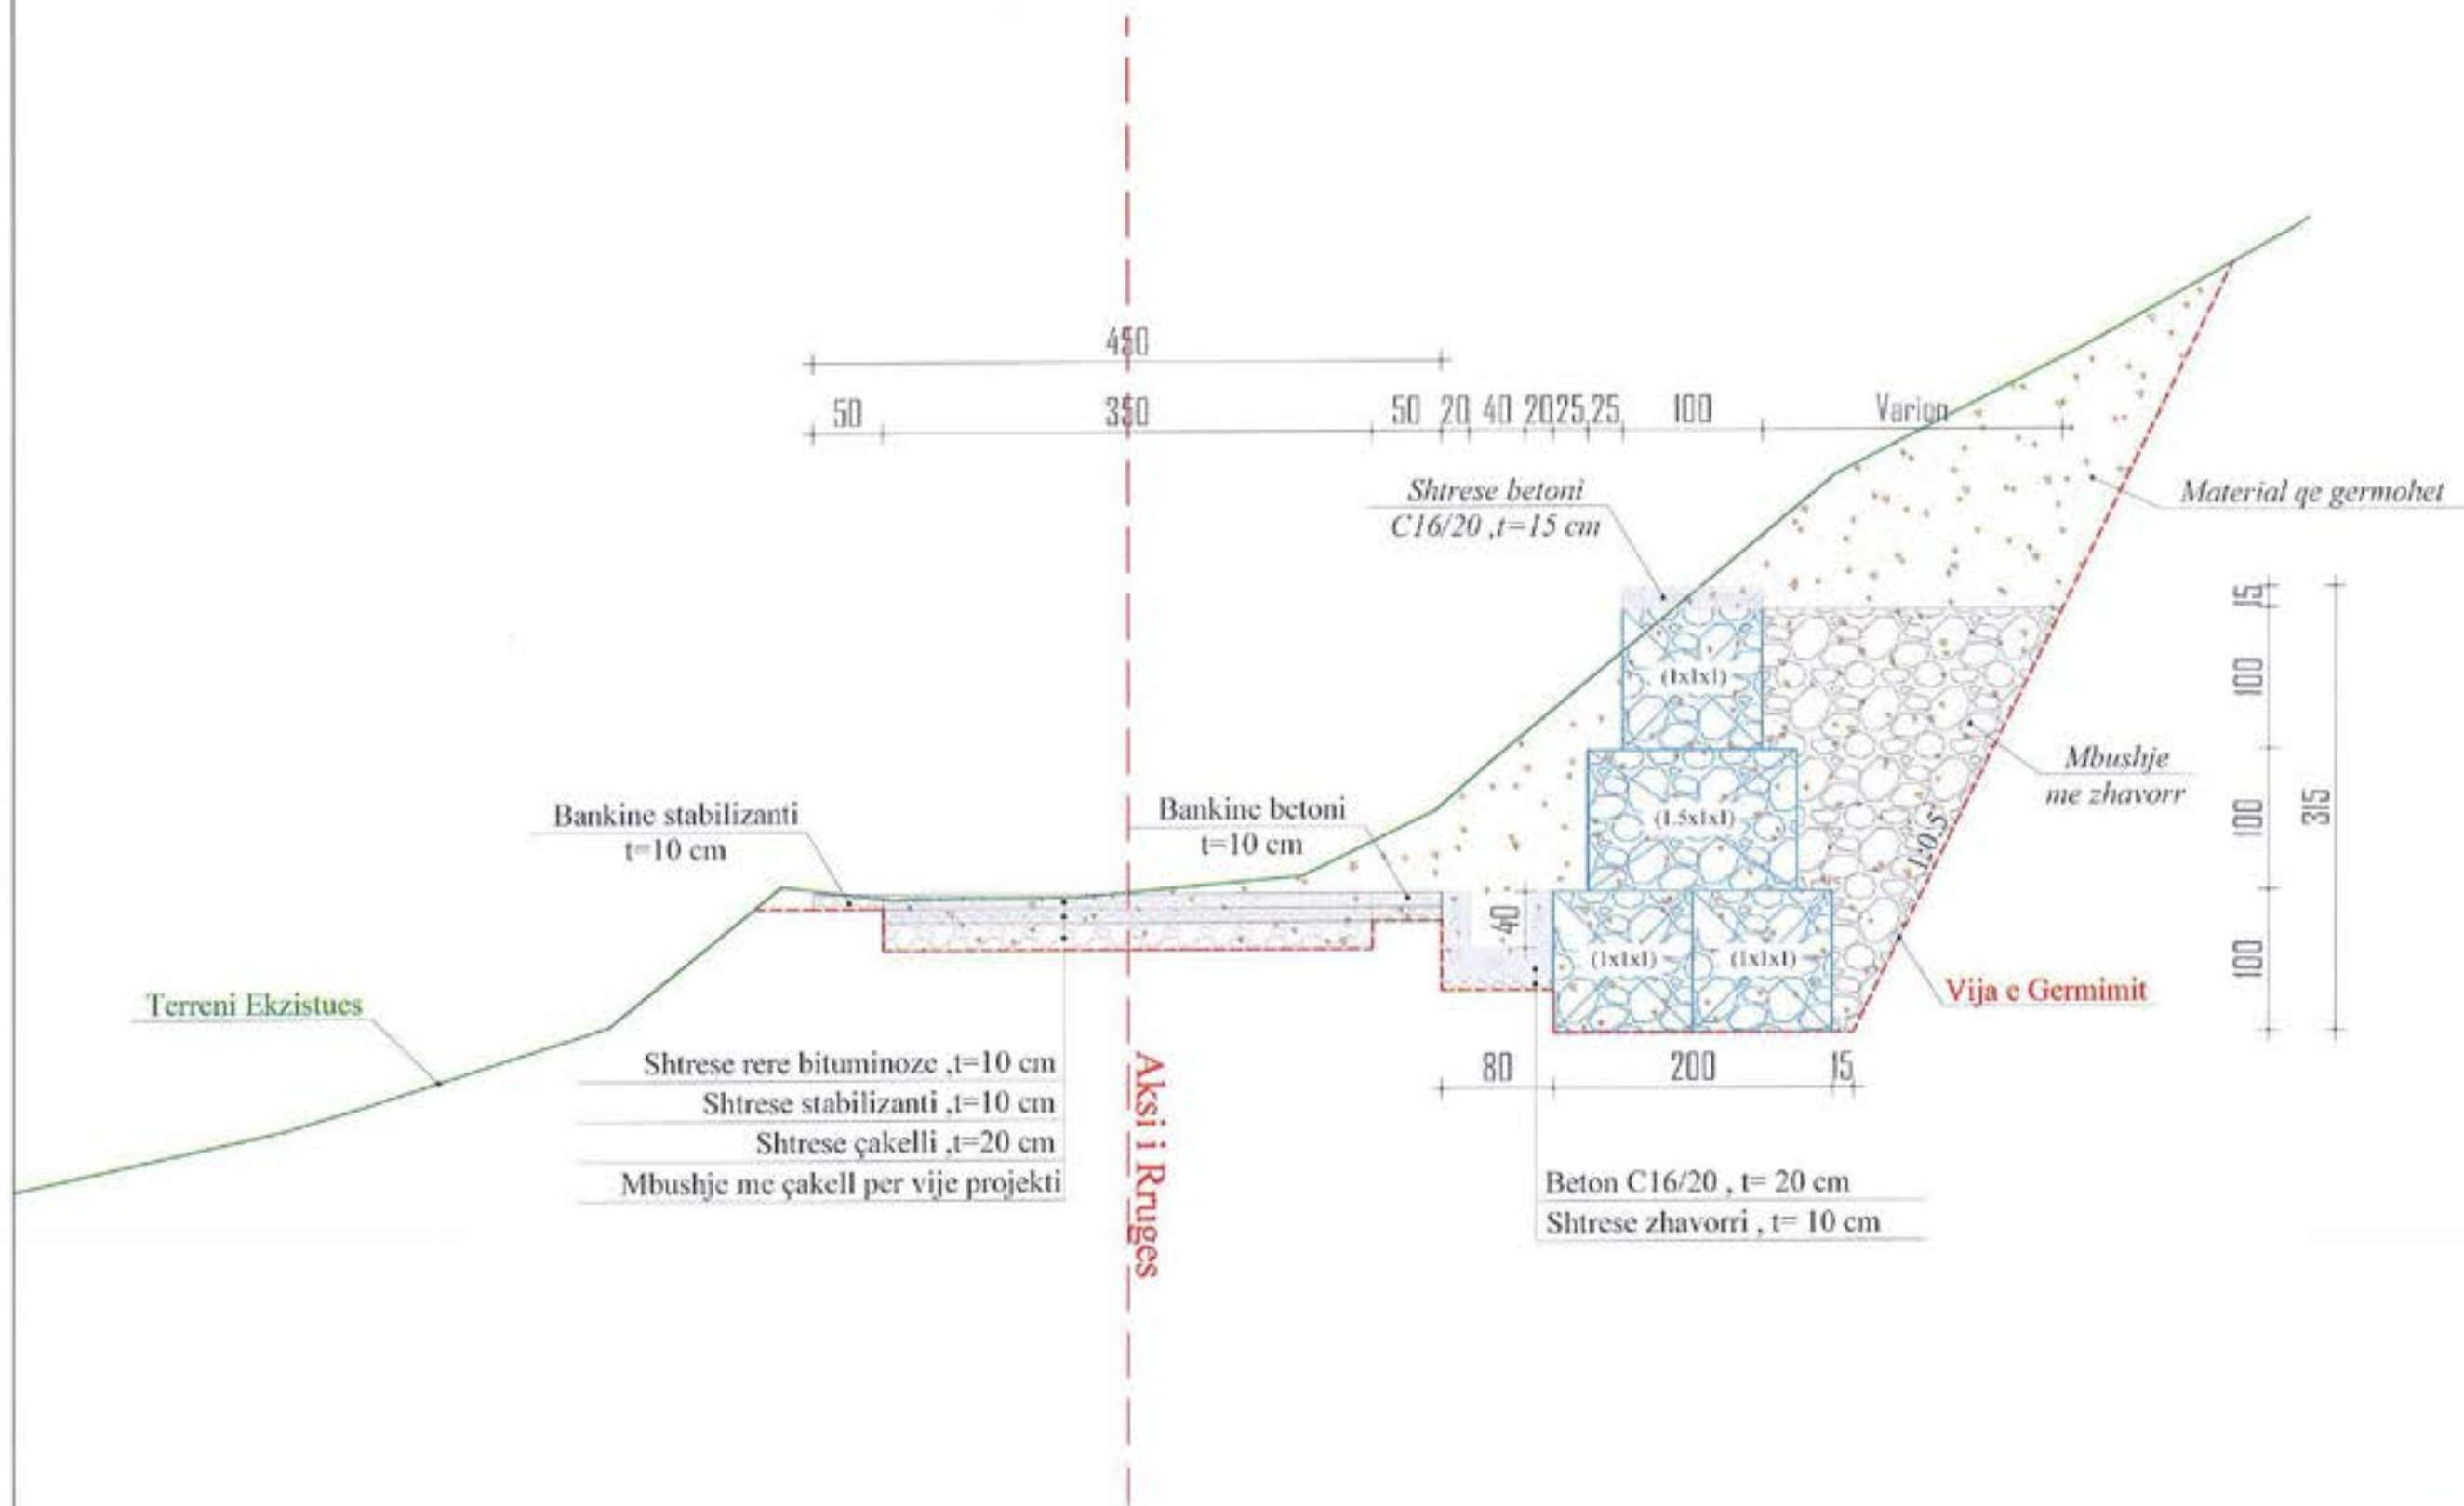 450
50 350 50 20 40 20 25 25 100 Varion
Shtrese betoni
C16/20 ,t=15 cm
Material qe germohet
15
100
100
100
315
(1x1x1)
Mbushje
me zhavorr
Bankine stabilizanti
t=10 cm
Bankine betoni
t=10 cm
(1.5x1x1)
1:0.5
40
(1x1x1) (1x1x1)
Vija e Germimit
Terreni Ekzistues
Shtrese rere bituminoze ,t=10 cm
Shtrese stabilizanti ,t=10 cm
Shtrese çakelli ,t=20 cm
Mbushje me çakell per vije projekti
Aksi i Rruges
80 200 15
Beton C16/20 , t= 20 cm
Shtrese zhavorri , t= 10 cm